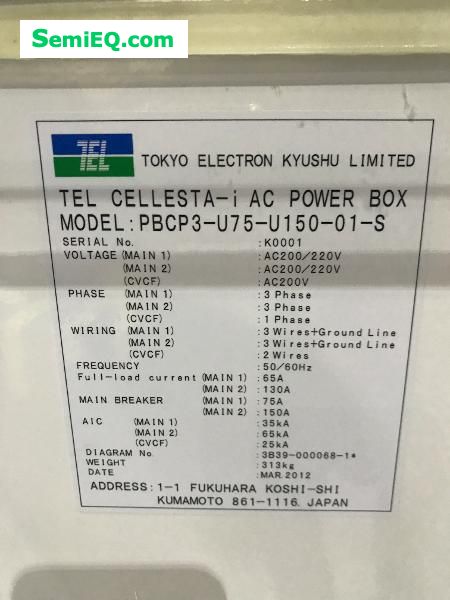 SemiEQ.com
TEL TOKYO ELECTRON KYUSHU LIMITED
TEL CELLESTA-i AC POWER BOX
MODEL:PBCP3-U75-U150-01-S
SERIAL No. :K0001
VOLTAGE (MAIN 1) :AC200/220V
(MAIN 2) :AC200/220V
(CVCF) :AC200V
PHASE (MAIN 1) :3 Phase
(MAIN 2) :3 Phase
(CVCF) :1 Phase
WIRING (MAIN 1) :3 Wires+Ground Line
(MAIN 2) :3 Wires+Ground Line
(CVCF) :2 Wires
FREQUENCY :50/60Hz
Full-load current (MAIN 1) :65A
(MAIN 2) :130A
MAIN BREAKER (MAIN 1) :75A
(MAIN 2) :150A
AIC (MAIN 1) :35kA
(MAIN 2) :65kA
(CVCF) :25kA
DIAGRAM No. :3B39-000068-1*
WEIGHT :313kg
DATE :MAR.2012
ADDRESS:1-1 FUKUHARA KOSHI-SHI
KUMAMOTO 861-1116. JAPAN